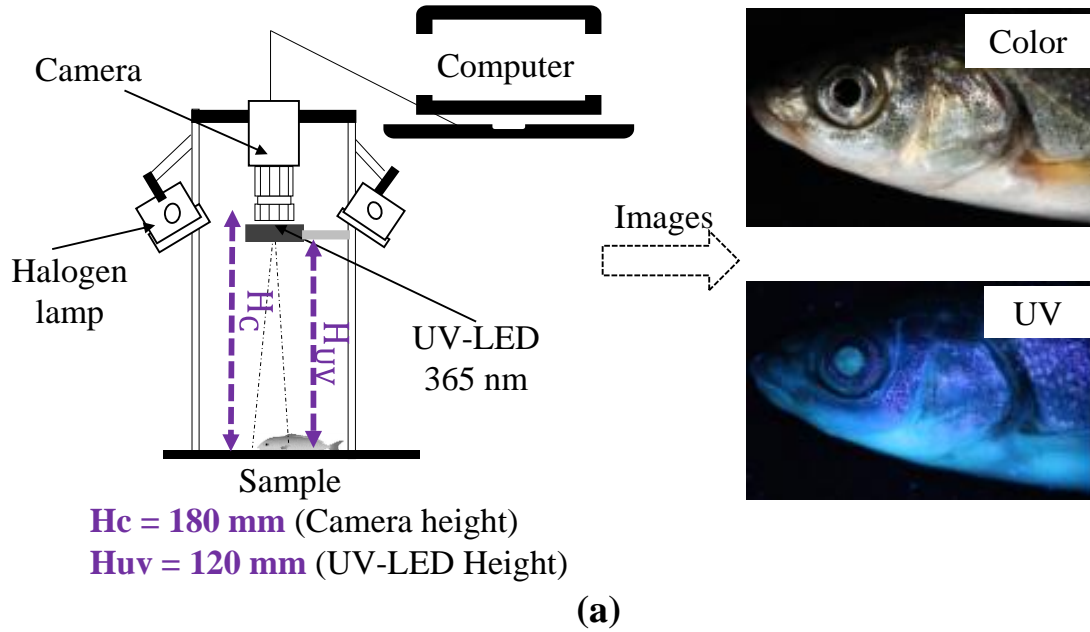 Camera
Computer
Color
Images
Halogen
lamp
Hc
Huv
UV-LED
365 nm
UV
Sample
Hc = 180 mm (Camera height)
Huv = 120 mm (UV-LED Height)
(a)